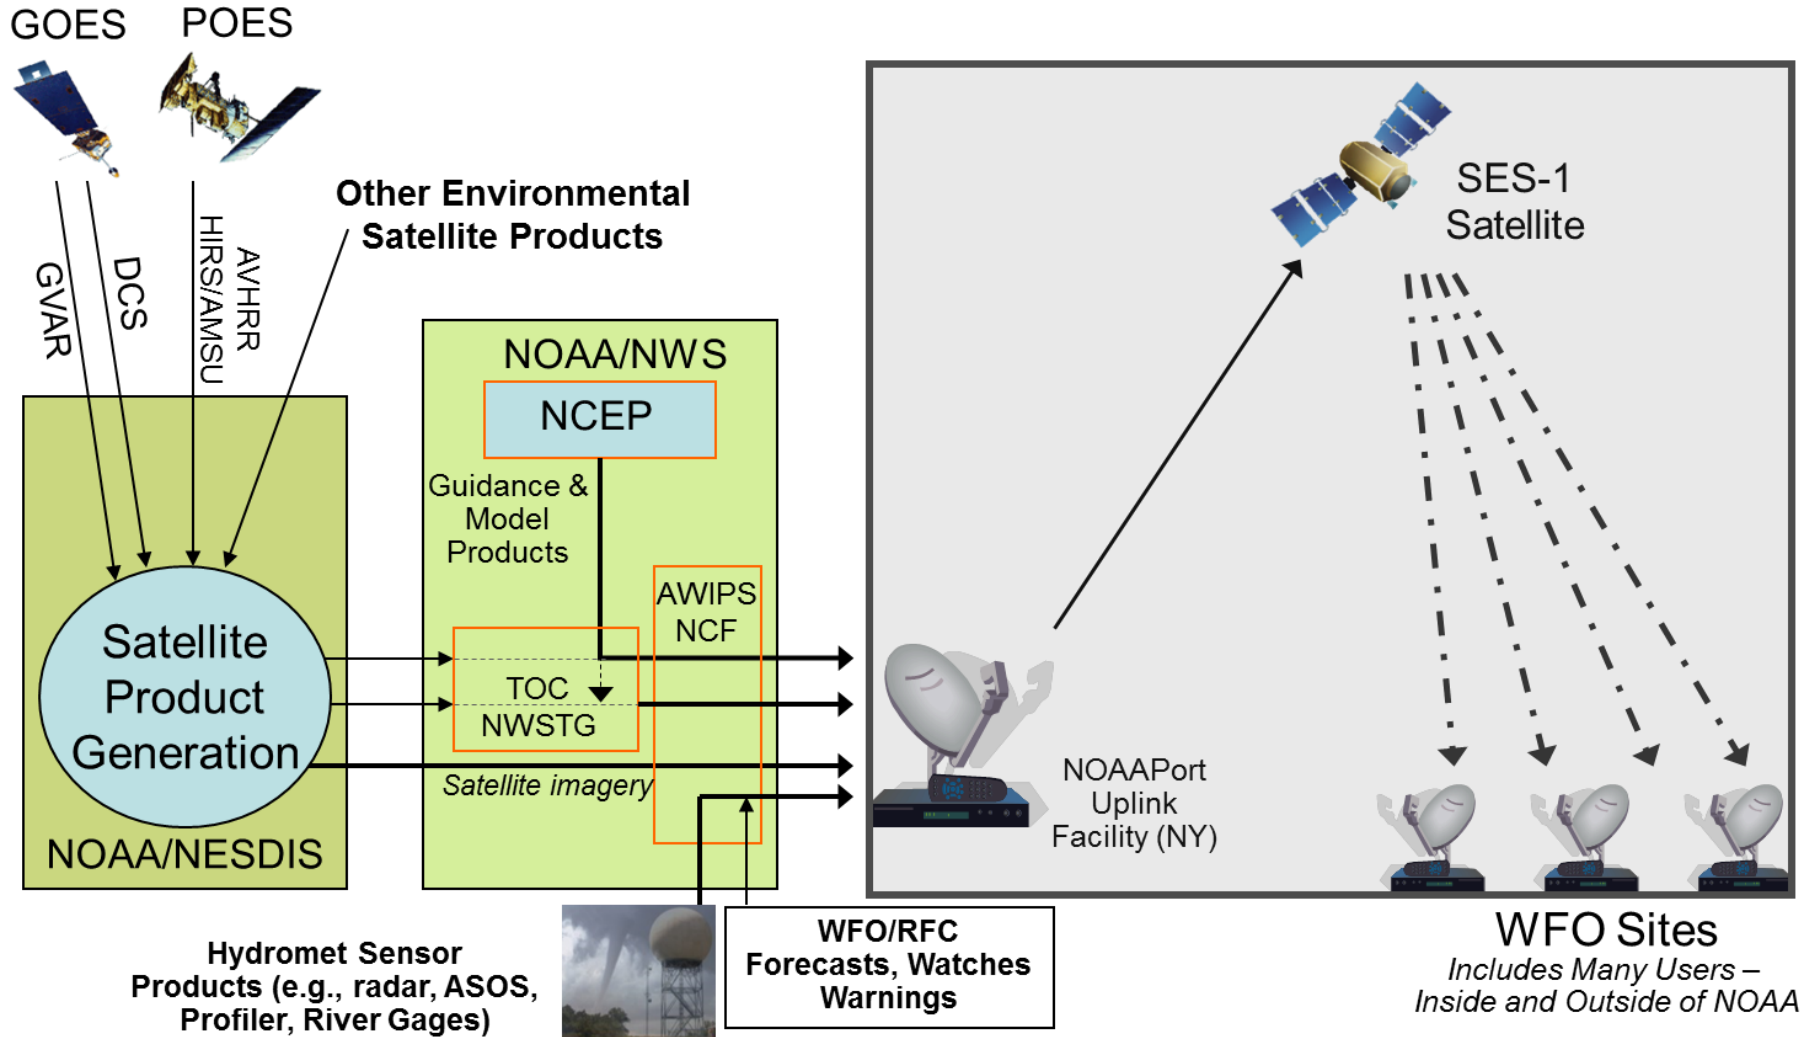 GOES
POES
Other Environmental
Satellite Products
GVAR
DCS
HIRS/AMSU
AVHRR
SES-1
Satellite
NOAA/NWS
NCEP
Guidance &
Model
Products
AWIPS
NCF
Satellite
Product
Generation
TOC
NWSTG
Satellite imagery
NOAAPort
Uplink
Facility (NY)
NOAA/NESDIS
Hydromet Sensor
Products (e.g., radar, ASOS,
Profiler, River Gages)
WFO/RFC
Forecasts, Watches
Warnings
WFO Sites
Includes Many Users –
Inside and Outside of NOAA